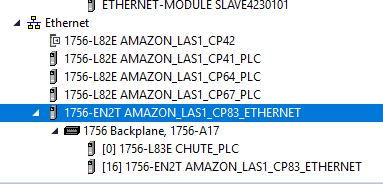 ETHERNET-MODULE SLAVE4230101
Ethernet
1756-L82E AMAZON_LAS1_CP42
1756-L82E AMAZON_LAS1_CP41_PLC
1756-L82E AMAZON_LAS1_CP64_PLC
1756-L82E AMAZON_LAS1_CP67_PLC
1756-EN2T AMAZON_LAS1_CP83_ETHERNET
1756 Backplane, 1756-A17
[0] 1756-L83E CHUTE_PLC
[16] 1756-EN2T AMAZON_LAS1_CP83_ETHERNET